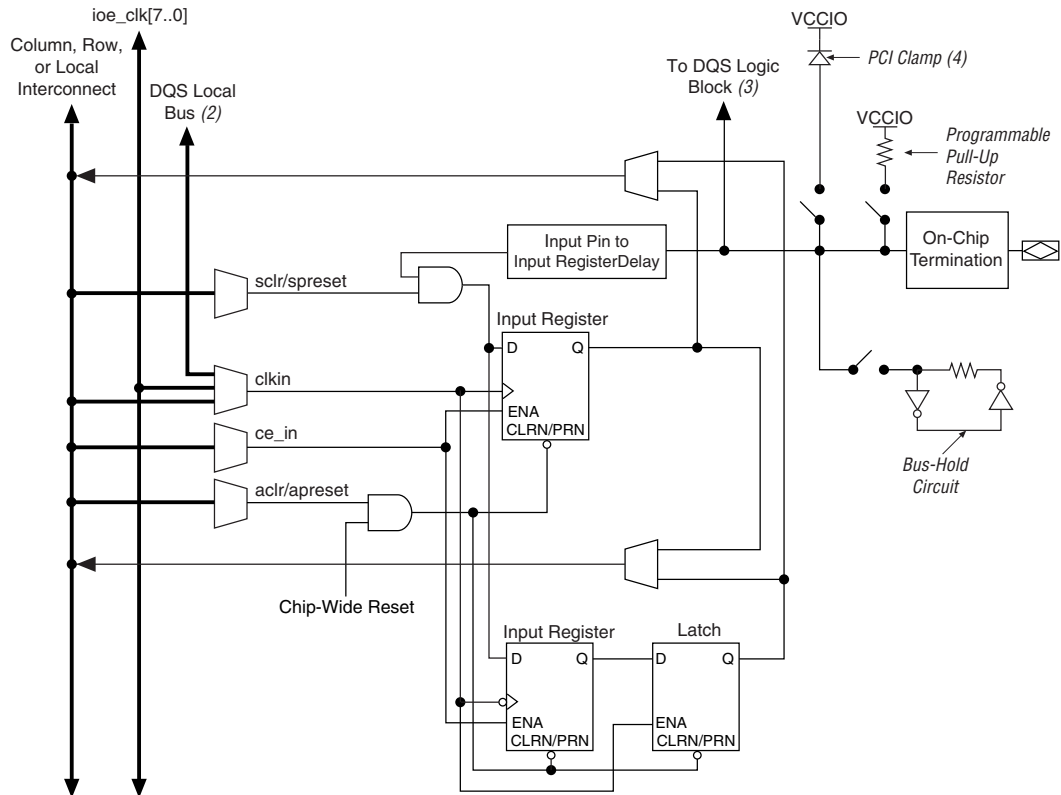 ioe_clk[7..0]
Column, Row,
or Local
Interconnect
DQS Local
Bus (2)
To DQS Logic
Block (3)
VCCIO
PCI Clamp (4)
VCCIO
Programmable
Pull-Up
Resistor
Input Pin to
Input RegisterDelay
On-Chip
Termination
sclr/spreset
Input Register
D
Q
clkin
ENA
CLRN/PRN
ce_in
Bus-Hold
Circuit
aclr/apreset
Chip-Wide Reset
Input Register
Latch
D
Q
D
Q
ENA
CLRN/PRN
ENA
CLRN/PRN